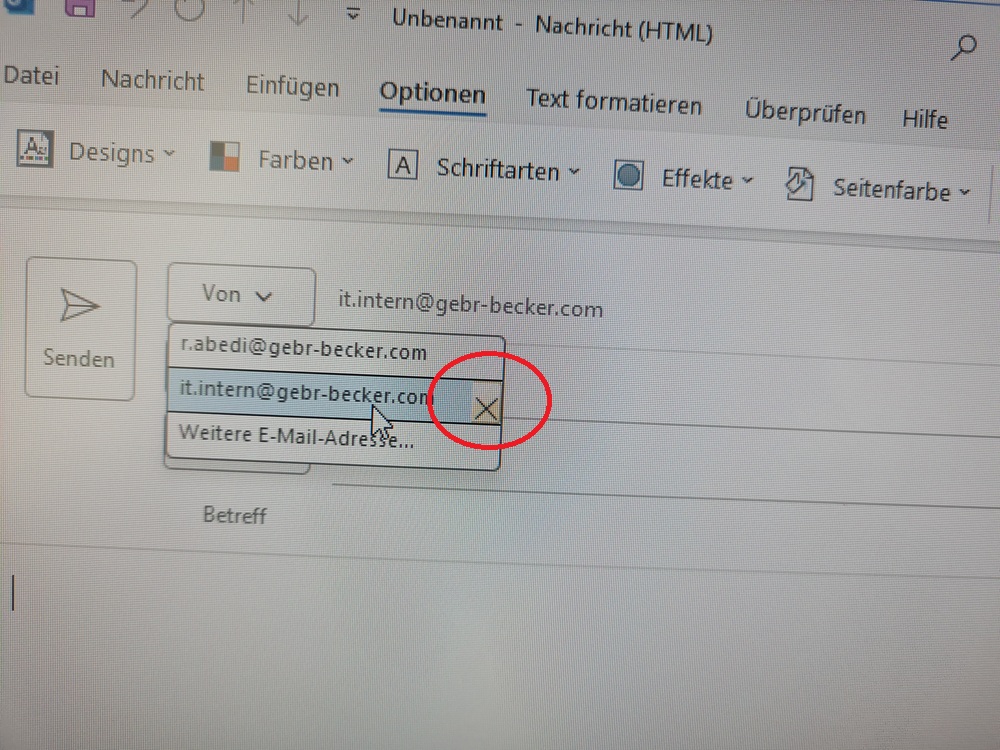 Unbenannt - Nachricht (HTML)
Datei Nachricht Einfügen Optionen Text formatieren Überprüfen Hilfe
Designs Farben Schriftarten Effekte Seitenfarbe
Von it.intern@gebr-becker.com
Senden
r.abedi@gebr-becker.com
it.intern@gebr-becker.com
Weitere E-Mail-Adresse...
Betreff